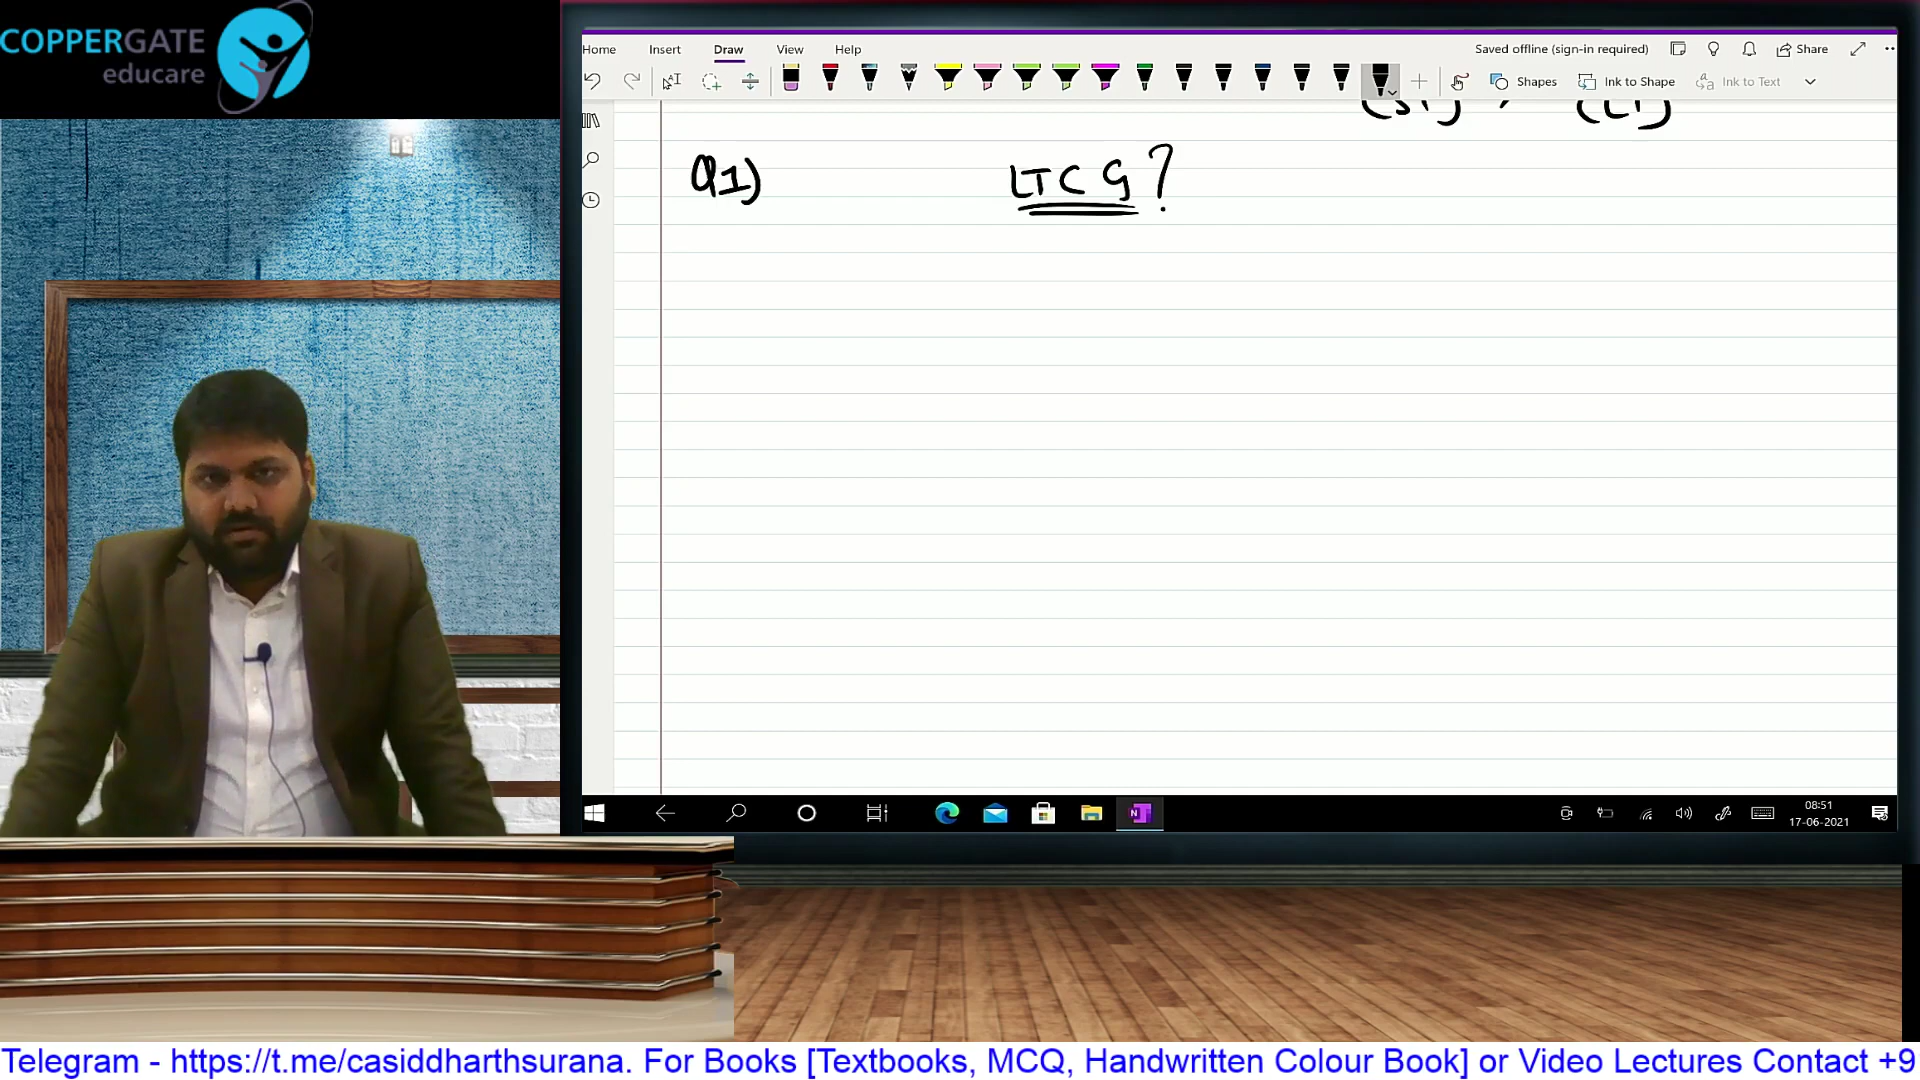 COPPERGATE
educare
Home Insert Draw View Help
Saved offline (sign-in required) Share
Shapes Ink to Shape Ink to Text
(ST) , (LT)
Q1) LTCG?
08:51
17-06-2021
Telegram - https://t.me/casiddharthsurana. For Books [Textbooks, MCQ, Handwritten Colour Book] or Video Lectures Contact +9